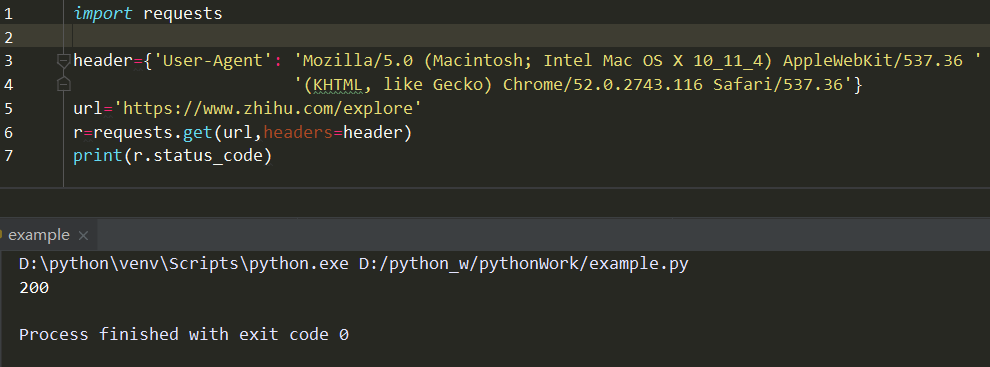 1 import requests
2
3 header={'User-Agent': 'Mozilla/5.0 (Macintosh; Intel Mac OS X 10_11_4) AppleWebKit/537.36 '
4 '(KHTML, like Gecko) Chrome/52.0.2743.116 Safari/537.36'}
5 url='https://www.zhihu.com/explore'
6 r=requests.get(url,headers=header)
7 print(r.status_code)
example ×
D:\python\venv\Scripts\python.exe D:/python_w/pythonWork/example.py
200
Process finished with exit code 0